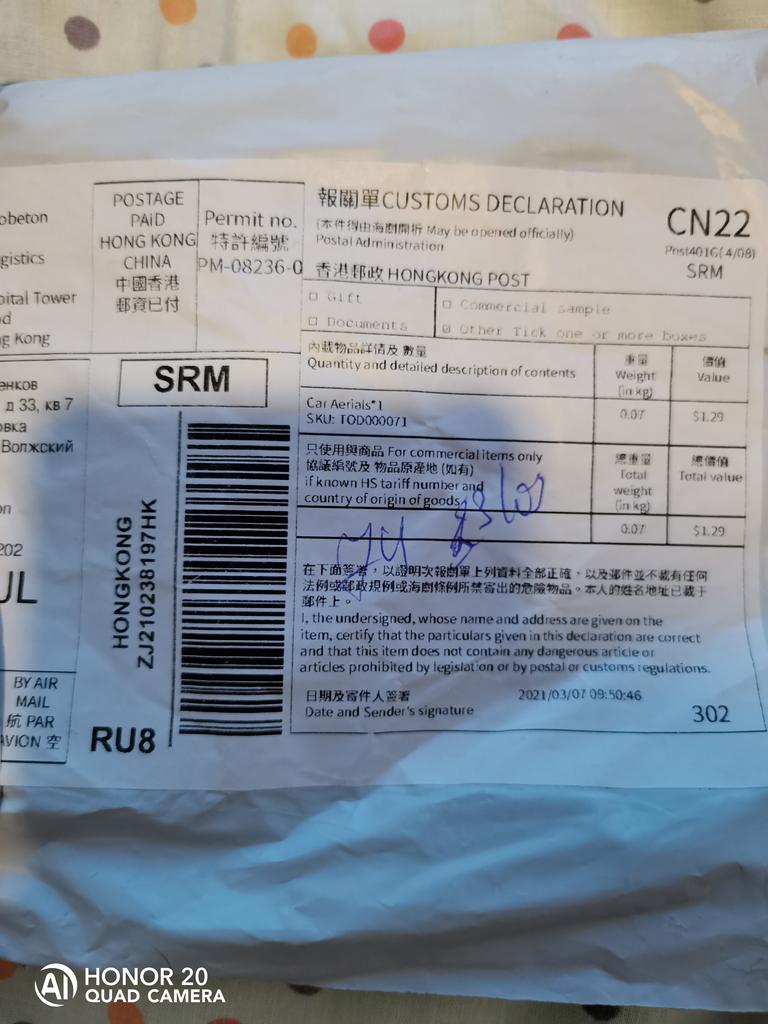 obeton
gistics
pital Tower
d
g Kong
енков
д 33, кв 7
овка
Волжский
on
202
UL
BY AIR
MAIL
航 PAR
AVION 空
POSTAGE
PAID
HONG KONG
CHINA
中國香港
郵資已付
Permit no.
特許編號
PM-08236-0
SRM
HONGKONG
ZJ210238197HK
RU8
報關單CUSTOMS DECLARATION
(本件得由海關開拆 May be opened officially)
Postal Administration
CN22
Post401G(4/08)
SRM
香港郵政 HONGKONG POST
□ Gift
□ Commercial sample
□ Documents
☑ Other Tick one or more boxes
內載物品詳情及 數量
Quantity and detailed description of contents
重量
Weight
(in kg)
價值
Value
Car Aerials*1
SKU: TOD000071
0.07
$1.29
只使用與商品 For commercial items only
協議編號及 物品原產地 (如有)
if known HS tariff number and
country of origin of goods
總重量
Total
weight
(in kg)
總價值
Total value
0.07
$1.29
在下面簽署，以證明次報關單上列資料全部正確，以及郵件並不載有任何
法例或郵政規例或海關條例所禁寄出的危險物品。本人的姓名地址已載于
郵件上。
I, the undersigned, whose name and address are given on the
item, certify that the particulars given in this declaration are correct
and that this item does not contain any dangerous article or
articles prohibited by legislation or by postal or customs regulations.
日期及寄件人簽署
Date and Sender's signature
2021/03/07 09:50:46
302
HONOR 20
QUAD CAMERA